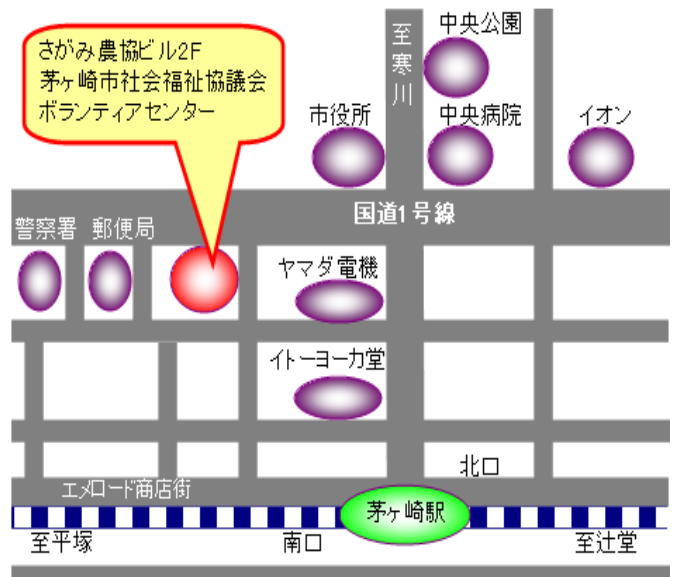 さがみ農協ビル2F
茅ヶ崎市社会福祉協議会
ボランティアセンター
至寒川
中央公園
市役所
中央病院
イオン
国道1号線
警察署
郵便局
ヤマダ電機
イトーヨーカ堂
北口
エメロード商店街
茅ヶ崎駅
至平塚
南口
至辻堂